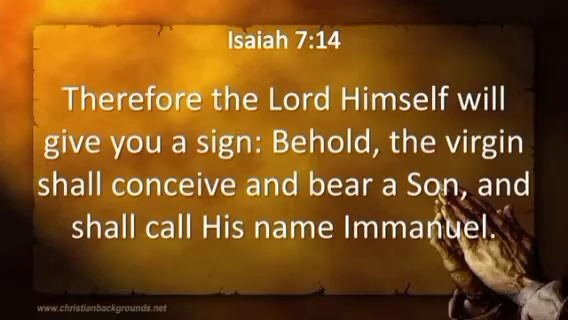 Isaiah 7:14
Therefore the Lord Himself will
give you a sign: Behold, the virgin
shall conceive and bear a Son, and
shall call His name Immanuel.
www.christianbackgrounds.net